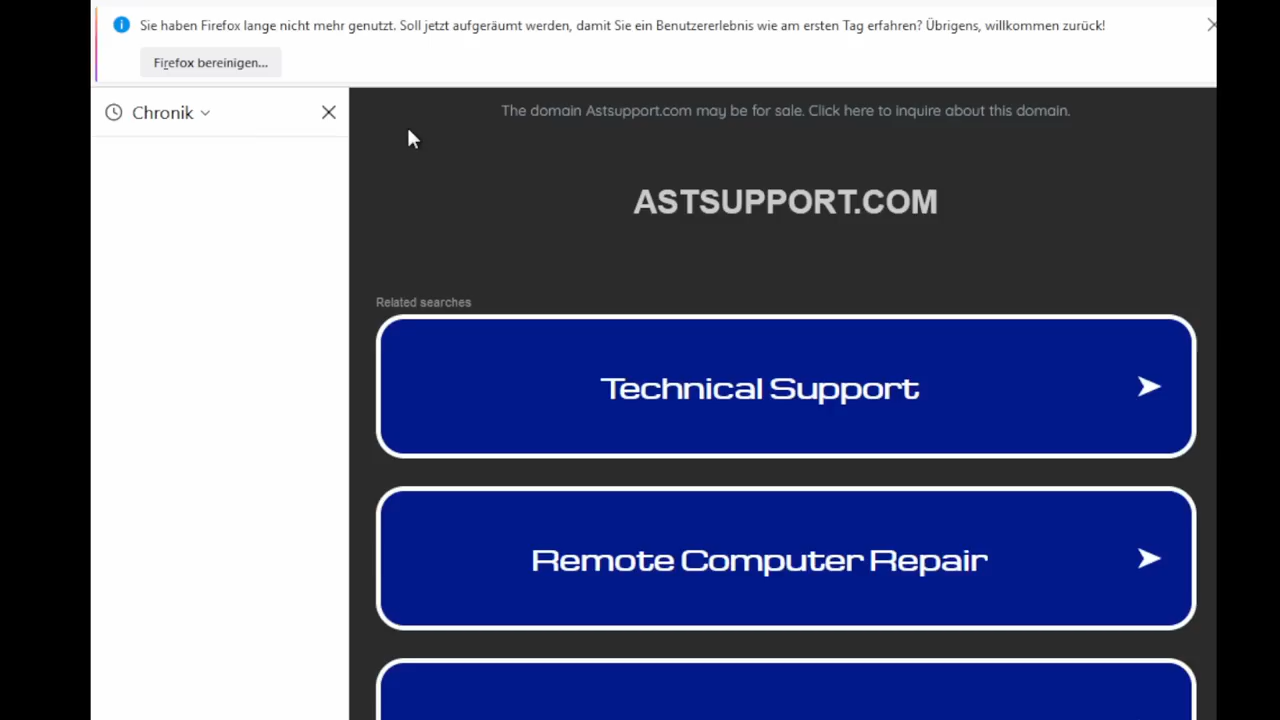 Sie haben Firefox lange nicht mehr genutzt. Soll jetzt aufgeräumt werden, damit Sie ein Benutzererlebnis wie am ersten Tag erfahren? Übrigens, willkommen zurück!
Firefox bereinigen...
Chronik
The domain Astsupport.com may be for sale. Click here to inquire about this domain.
ASTSUPPORT.COM
Related searches
Technical Support
Remote Computer Repair